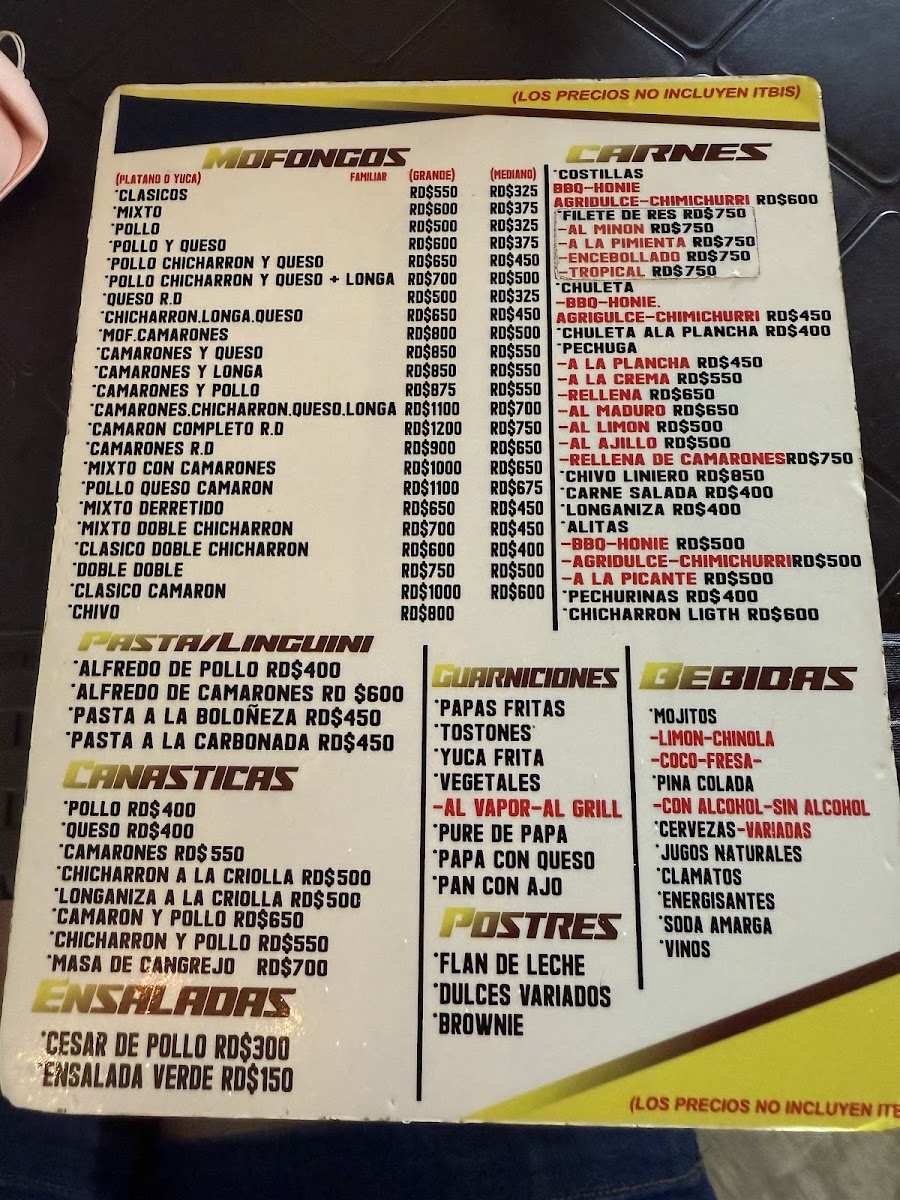 (LOS PRECIOS NO INCLUYEN ITBIS)
MOFONGOS
(PLATANO O YUCA) FAMILIAR (GRANDE) (MEDIANO)
*CLASICOS RD$550 RD$325
*MIXTO RD$600 RD$375
*POLLO RD$500 RD$325
*POLLO Y QUESO RD$600 RD$375
*POLLO CHICHARRON Y QUESO RD$650 RD$450
*POLLO CHICHARRON Y QUESO + LONGA RD$700 RD$500
*QUESO R.D RD$500 RD$325
*CHICHARRON.LONGA.QUESO RD$650 RD$450
*MOF.CAMARONES RD$800 RD$500
*CAMARONES Y QUESO RD$850 RD$550
*CAMARONES Y LONGA RD$850 RD$550
*CAMARONES Y POLLO RD$875 RD$550
*CAMARONES.CHICHARRON.QUESO.LONGA RD$1100 RD$700
*CAMARON COMPLETO R.D RD$1200 RD$750
*CAMARONES R.D RD$900 RD$650
*MIXTO CON CAMARONES RD$1000 RD$650
*POLLO QUESO CAMARON RD$1100 RD$675
*MIXTO DERRETIDO RD$650 RD$450
*MIXTO DOBLE CHICHARRON RD$700 RD$450
*CLASICO DOBLE CHICHARRON RD$600 RD$400
*DOBLE DOBLE RD$750 RD$500
*CLASICO CAMARON RD$1000 RD$600
*CHIVO RD$800
CARNES
*COSTILLAS
BBQ-HONIE
AGRIDULCE-CHIMICHURRI RD$600
*FILETE DE RES RD$750
-AL MINON RD$750
-A LA PIMIENTA RD$750
-ENCEBOLLADO RD$750
-TROPICAL RD$750
*CHULETA
-BBQ-HONIE.
AGRIGULCE-CHIMICHURRI RD$450
*CHULETA ALA PLANCHA RD$400
*PECHUGA
-A LA PLANCHA RD$450
-A LA CREMA RD$550
-RELLENA RD$650
-AL MADURO RD$650
-AL LIMON RD$500
-AL AJILLO RD$500
-RELLENA DE CAMARONESRD$750
*CHIVO LINIERO RD$850
*CARNE SALADA RD$400
*LONGANIZA RD$400
*ALITAS
-BBQ-HONIE RD$500
-AGRIDULCE-CHIMICHURRIRD$500
-A LA PICANTE RD$500
*PECHURINAS RD$400
*CHICHARRON LIGTH RD$600
PASTA/LINGUINI
*ALFREDO DE POLLO RD$400
*ALFREDO DE CAMARONES RD $600
*PASTA A LA BOLOÑEZA RD$450
*PASTA A LA CARBONADA RD$450
CANASTICAS
*POLLO RD$400
*QUESO RD$400
*CAMARONES RD$550
*CHICHARRON A LA CRIOLLA RD$500
*LONGANIZA A LA CRIOLLA RD$500
*CAMARON Y POLLO RD$650
*CHICHARRON Y POLLO RD$550
*MASA DE CANGREJO RD$700
ENSALADAS
*CESAR DE POLLO RD$300
*ENSALADA VERDE RD$150
GUARNICIONES
*PAPAS FRITAS
*TOSTONES
*YUCA FRITA
*VEGETALES
-AL VAPOR-AL GRILL
*PURE DE PAPA
*PAPA CON QUESO
*PAN CON AJO
POSTRES
*FLAN DE LECHE
*DULCES VARIADOS
*BROWNIE
BEBIDAS
*MOJITOS
-LIMON-CHINOLA
-COCO-FRESA-
*PINA COLADA
-CON ALCOHOL-SIN ALCOHOL
*CERVEZAS-VARIADAS
*JUGOS NATURALES
*CLAMATOS
*ENERGISANTES
*SODA AMARGA
*VINOS
(LOS PRECIOS NO INCLUYEN ITB